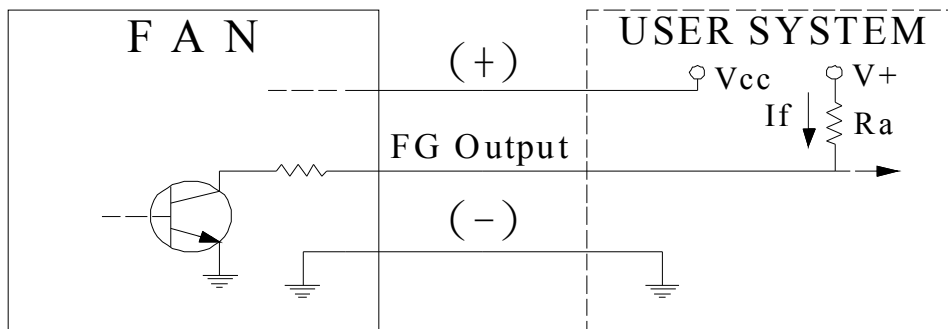 FAN
USER SYSTEM
(+)
Vcc
V+
If
Ra
FG Output
(-)